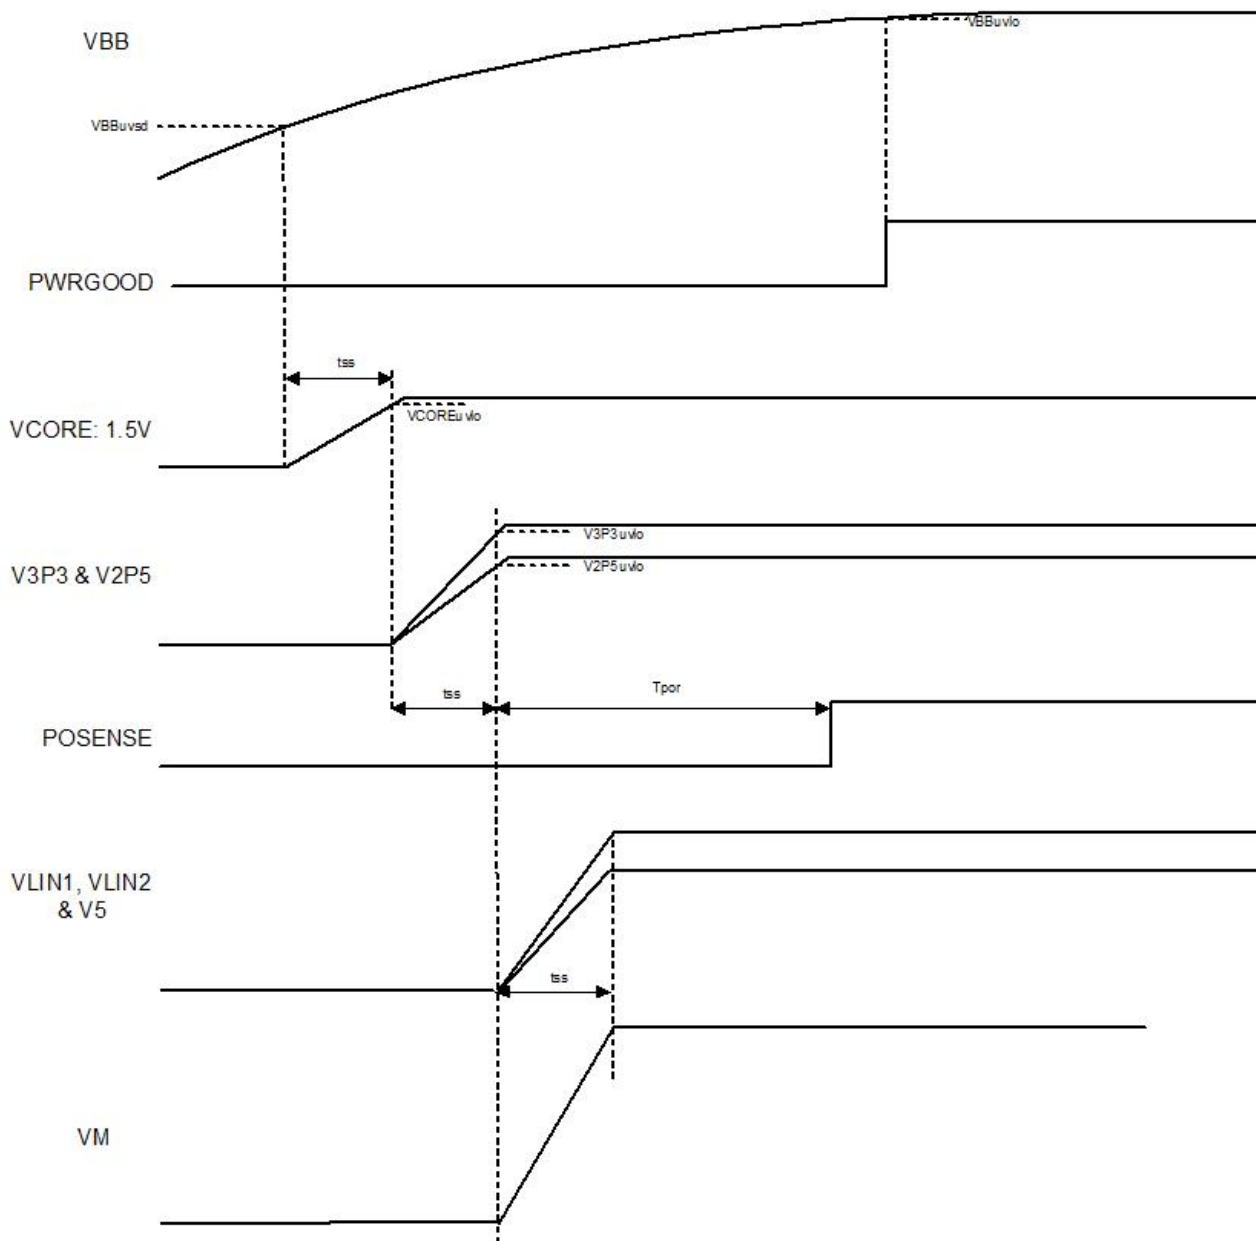 VBB
VBBuvlo
VBBuvsd
PWRGOOD
tss
VCORE: 1.5V
VCOREuvlo
V3P3uvlo
V3P3 & V2P5
V2P5uvlo
tss
Tpor
POSENSE
VLIN1, VLIN2
& V5
tss
VM